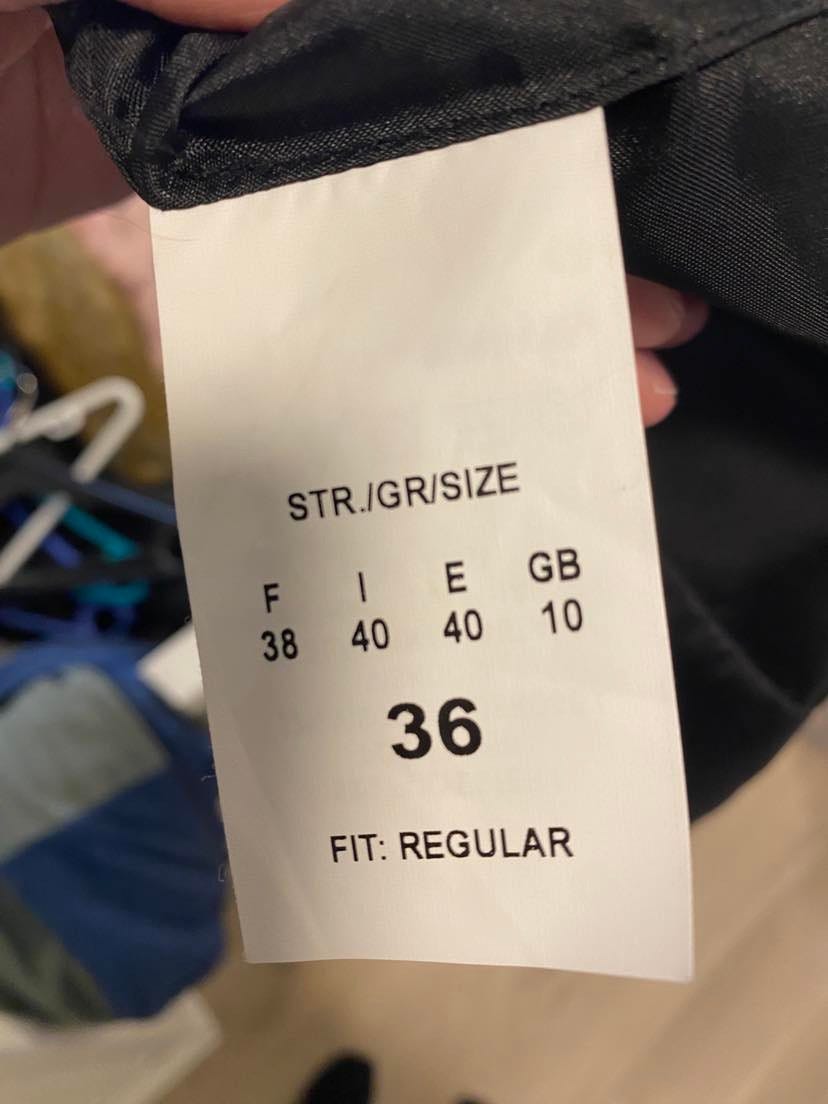 STR./GR/SIZE
F I E GB
38 40 40 10
36
FIT: REGULAR